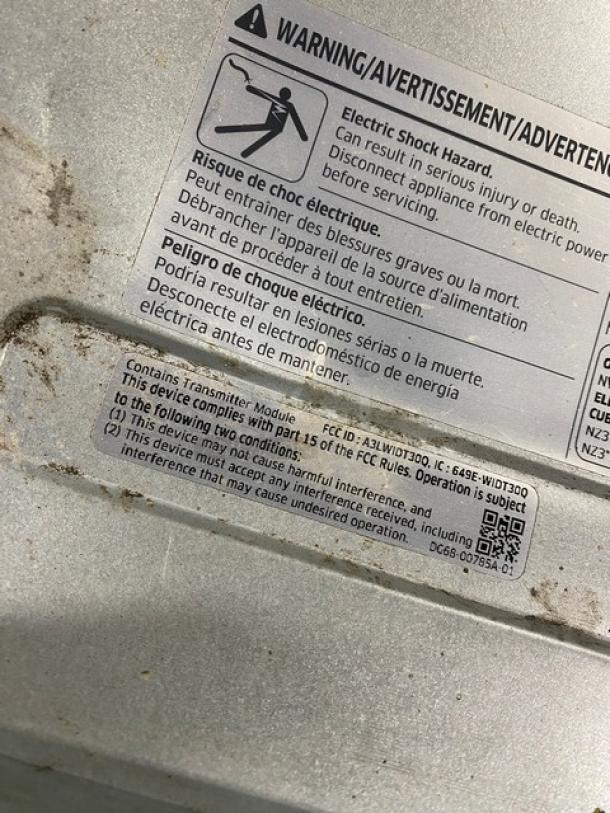 WARNING/AVERTISSEMENT/ADVERTENC
Electric Shock Hazard.
Can result in serious injury or death.
Disconnect appliance from electric power
before servicing.
Risque de choc électrique.
Peut entraîner des blessures graves ou la mort.
Débrancher l'appareil de la source d'alimentation
avant de procéder à tout entretien.
Peligro de choque eléctrico.
Podría resultar en lesiones sérias o la muerte.
Desconecte el electrodoméstico de energía
eléctrica antes de mantener.
Contains Transmitter Module FCC ID : A3LWIDT30Q, IC : 649E-WIDT30Q
This device complies with part 15 of the FCC Rules. Operation is subject
to the following two conditions:
(1) This device may not cause harmful interference, and
(2) This device must accept any interference received, including
interference that may cause undesired operation.
DG68-00785A-01
EL
CUB
NZ3
NZ3